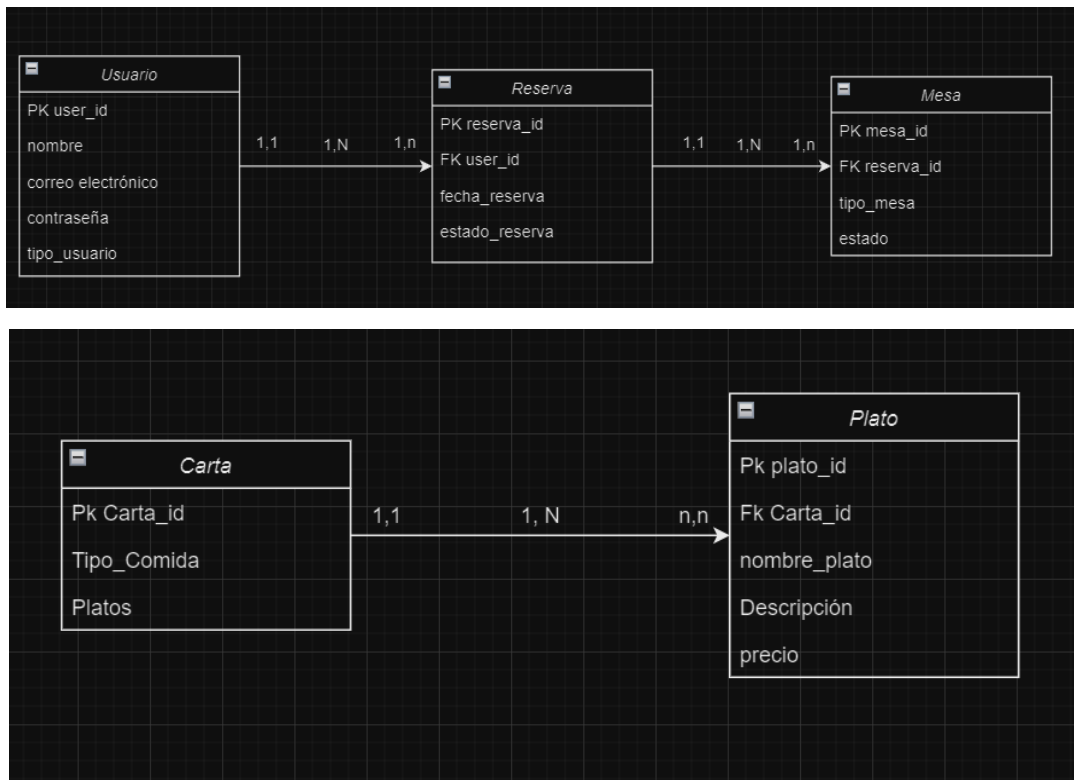 Usuario
PK user_id
nombre
correo electrónico
contraseña
tipo_usuario
1,1 1,N 1,n
Reserva
PK reserva_id
FK user_id
fecha_reserva
estado_reserva
1,1 1,N 1,n
Mesa
PK mesa_id
FK reserva_id
tipo_mesa
estado
Carta
Pk Carta_id
Tipo_Comida
Platos
1,1 1, N n,n
Plato
Pk plato_id
Fk Carta_id
nombre_plato
Descripción
precio